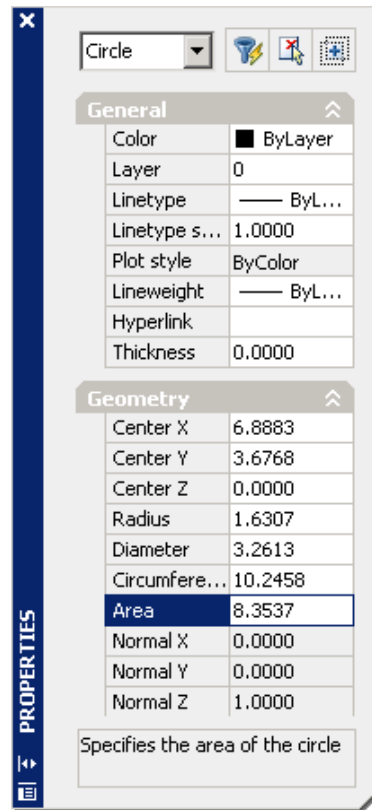 Circle
General
Color ByLayer
Layer 0
Linetype ByL...
Linetype s... 1.0000
Plot style ByColor
Lineweight ByL...
Hyperlink
Thickness 0.0000
Geometry
Center X 6.8883
Center Y 3.6768
Center Z 0.0000
Radius 1.6307
Diameter 3.2613
Circumfere... 10.2458
Area 8.3537
Normal X 0.0000
Normal Y 0.0000
Normal Z 1.0000
Specifies the area of the circle
PROPERTIES